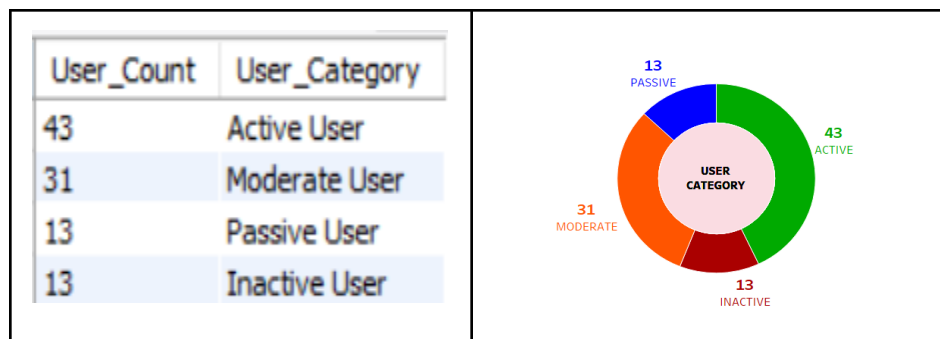 User_Count User_Category
43 Active User
31 Moderate User
13 Passive User
13 Inactive User
13
PASSIVE
43
ACTIVE
USER
CATEGORY
31
MODERATE
13
INACTIVE